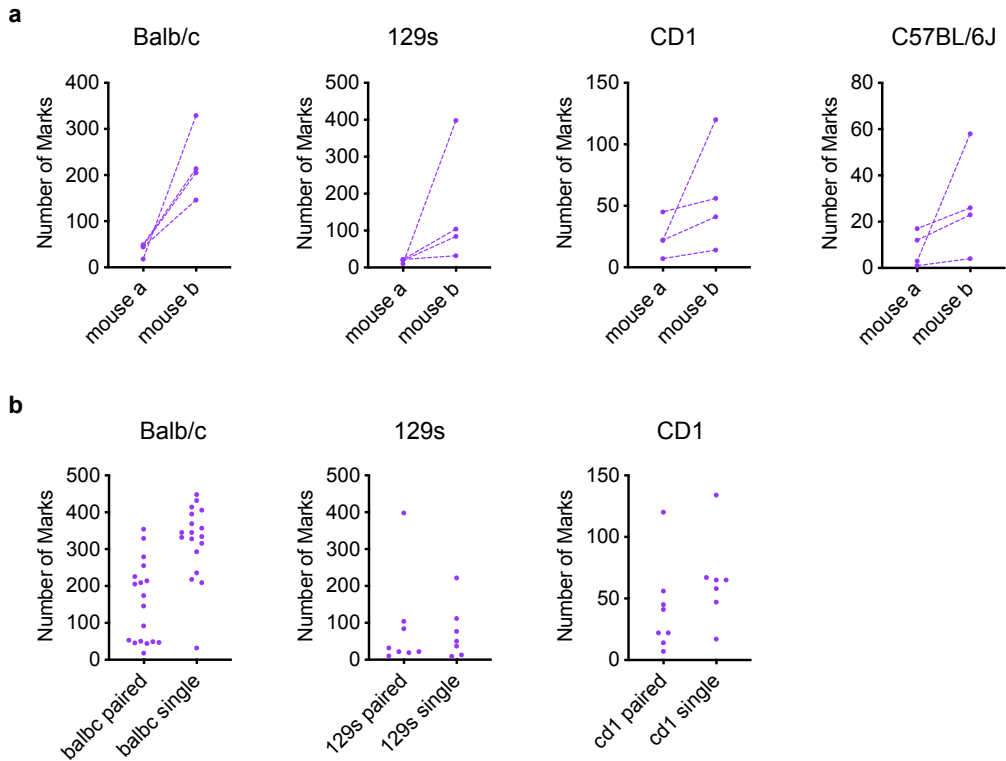 a
Balb/c
129s
CD1
C57BL/6J
Number of Marks
400
300
200
100
0
mouse a
mouse b
Number of Marks
500
400
300
200
100
0
mouse a
mouse b
Number of Marks
150
100
50
0
mouse a
mouse b
Number of Marks
80
60
40
20
0
mouse a
mouse b
b
Balb/c
129s
CD1
Number of Marks
500
400
300
200
100
0
balbc paired
balbc single
Number of Marks
500
400
300
200
100
0
129s paired
129s single
Number of Marks
150
100
50
0
cd1 paired
cd1 single